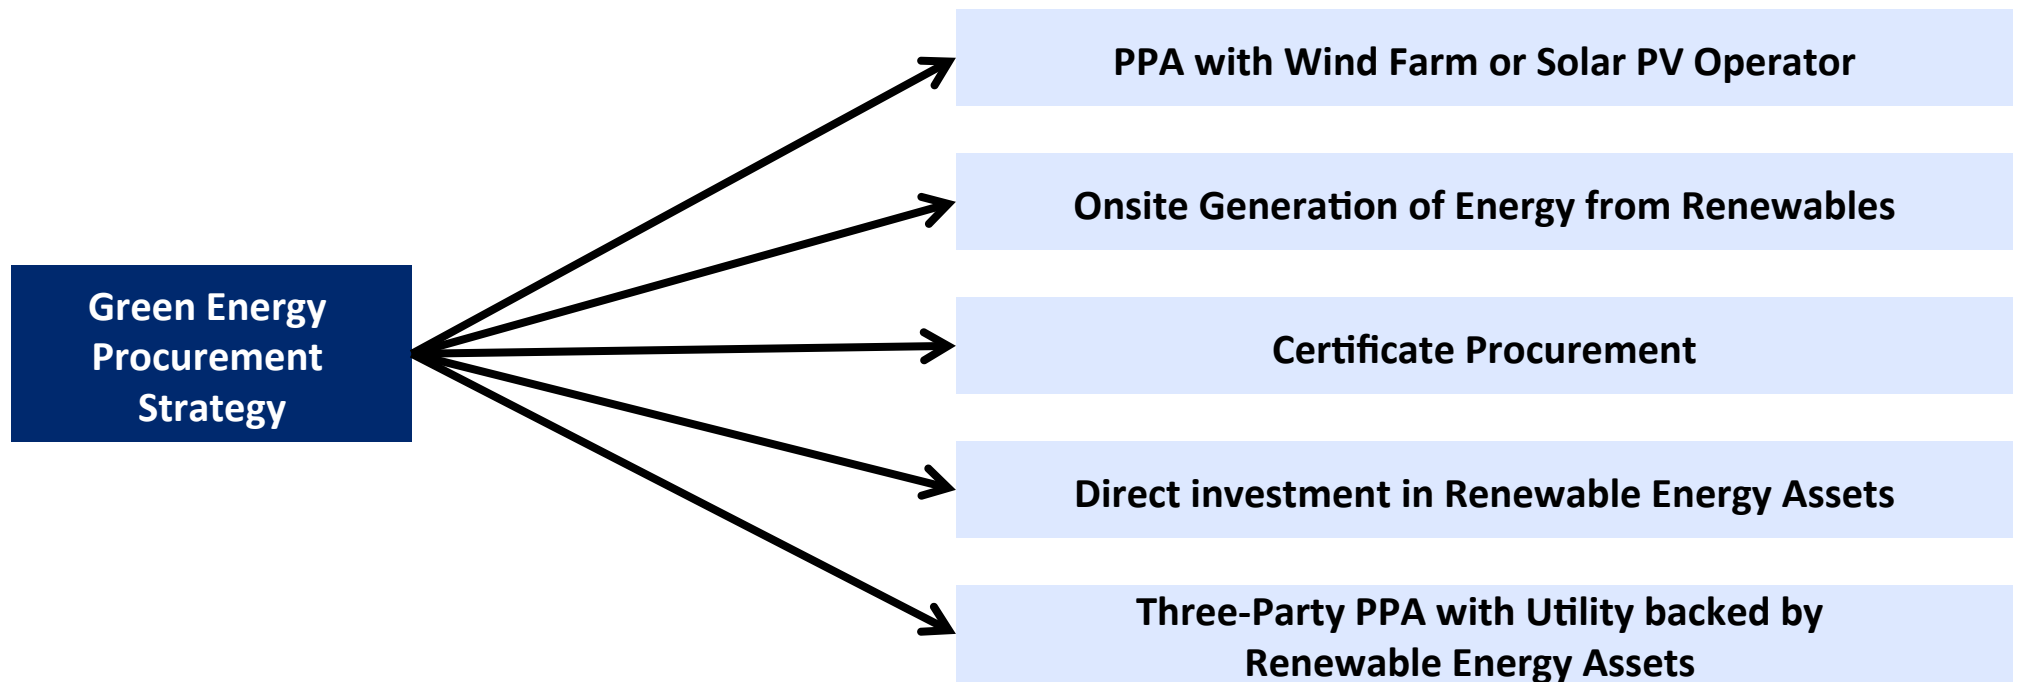 Green Energy
Procurement
Strategy
PPA with Wind Farm or Solar PV Operator
Onsite Generation of Energy from Renewables
Certificate Procurement
Direct investment in Renewable Energy Assets
Three-Party PPA with Utility backed by
Renewable Energy Assets